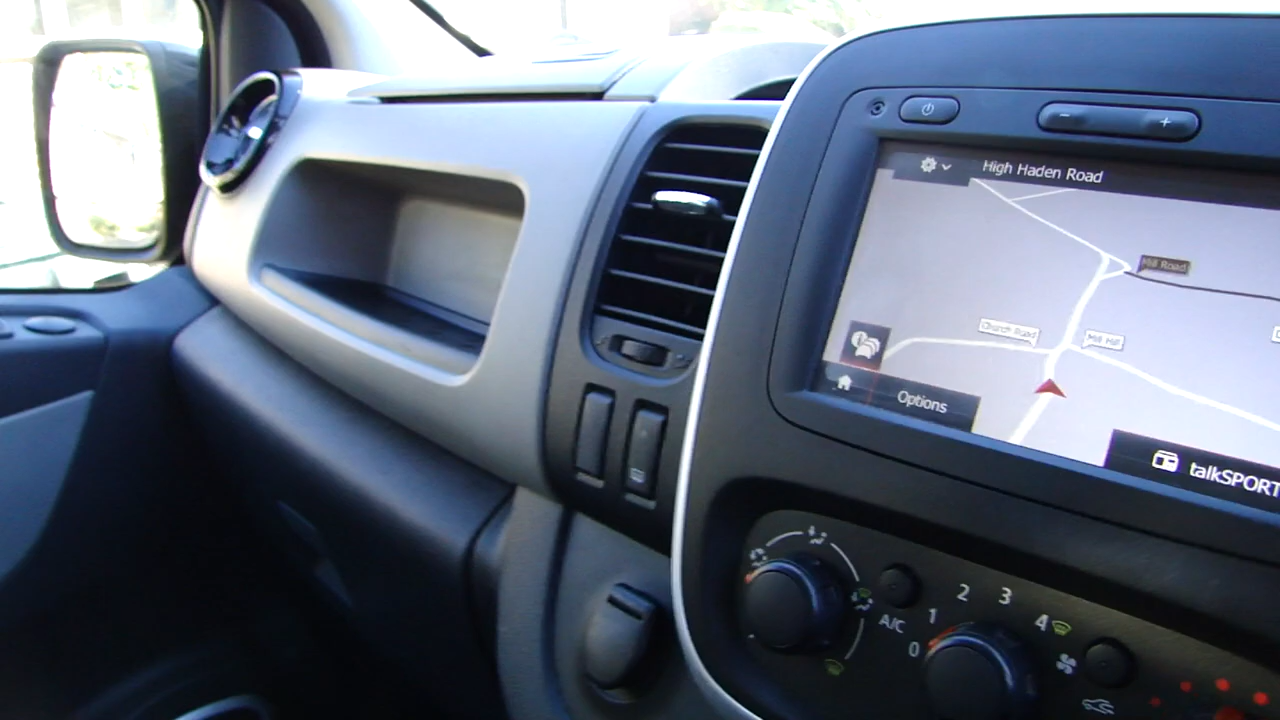 High Haden Road
Mill Road
Church Road
Mill Hill
Options
talkSPORT
A/C
0
1
2
3
4